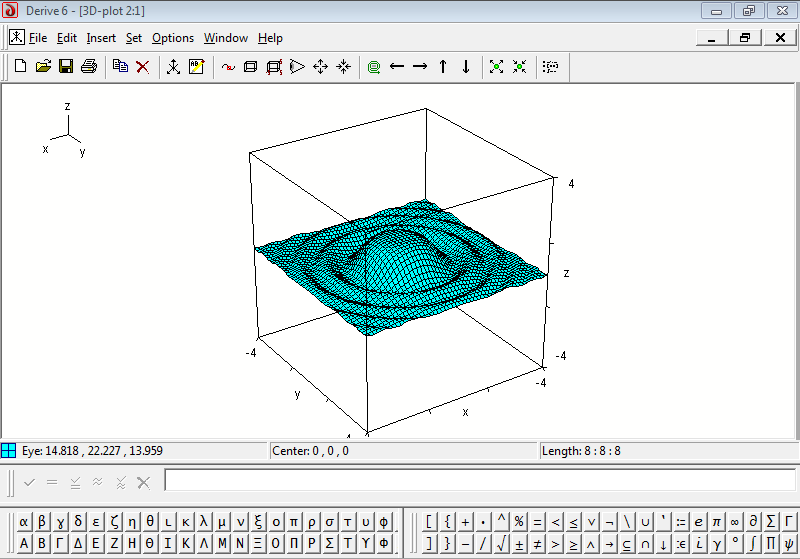 Derive 6 - [3D-plot 2:1]
File Edit Insert Set Options Window Help
z
x
y
4
z
-4
-4
-4
y
x
4
Eye: 14.818 , 22.227 , 13.959 Center: 0 , 0 , 0 Length: 8 : 8 : 8
α β γ δ ε ζ η θ ι κ λ μ ν ξ ο π ρ σ τ υ φ [ { + · ^ % = < ≤ ∨ ¬ \ ∪ ' := e π ∞ ∂ ∑ Γ
Α Β Γ Δ Ε Ζ Η Θ Ι Κ Λ Μ Ν Ξ Ο Π Ρ Σ Τ Υ Φ ] } − / √ ± ≠ > ≥ ∧ → ⊆ ∩ ↓ :∈ i γ ° ∫ ∏ ψ